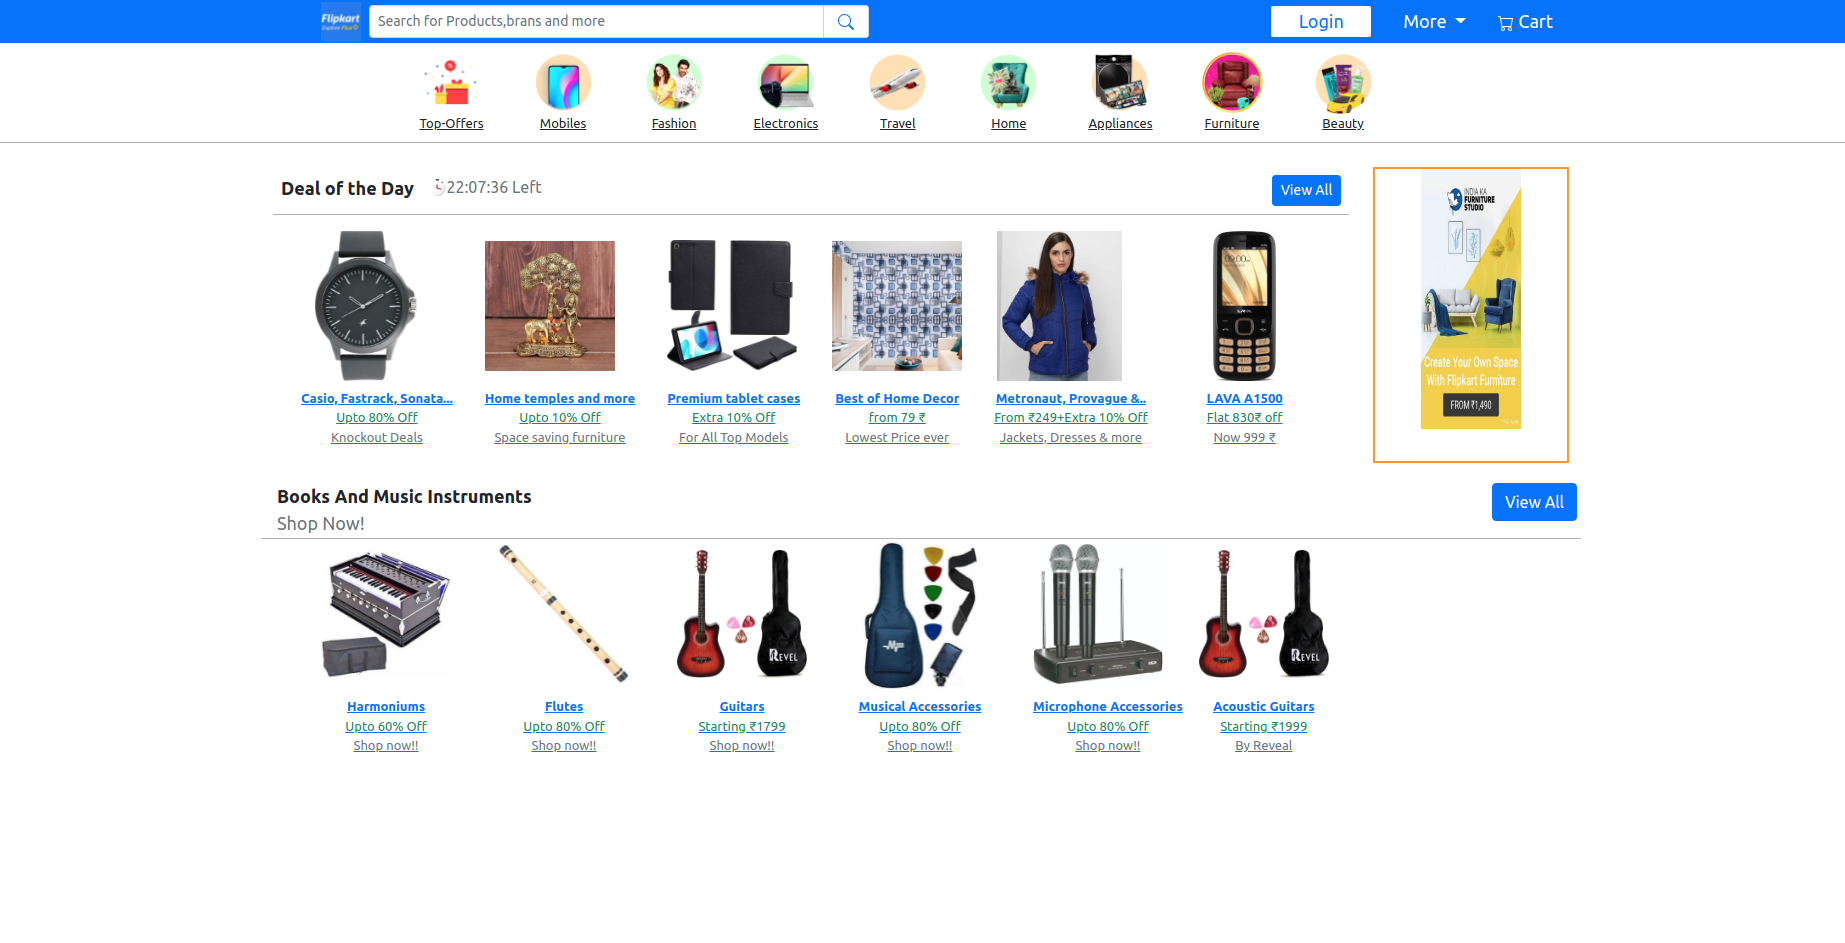 Flipkart
Explore Plus
Search for Products,brans and more
Login
More
Cart
Top-Offers
Mobiles
Fashion
Electronics
Travel
Home
Appliances
Furniture
Beauty
Deal of the Day
22:07:36 Left
View All
INDIA KA
FURNITURE
STUDIO
Create Your Own Space
With Flipkart Furniture
FROM ₹1,490
09:00
LAVA
Casio, Fastrack, Sonata...
Upto 80% Off
Knockout Deals
Home temples and more
Upto 10% Off
Space saving furniture
Premium tablet cases
Extra 10% Off
For All Top Models
Best of Home Decor
from 79 ₹
Lowest Price ever
Metronaut, Provague &..
From ₹249+Extra 10% Off
Jackets, Dresses & more
LAVA A1500
Flat 830₹ off
Now 999 ₹
Books And Music Instruments
Shop Now!
View All
REVEL
REVEL
Harmoniums
Upto 60% Off
Shop now!!
Flutes
Upto 80% Off
Shop now!!
Guitars
Starting ₹1799
Shop now!!
Musical Accessories
Upto 80% Off
Shop now!!
Microphone Accessories
Upto 80% Off
Shop now!!
Acoustic Guitars
Starting ₹1999
By Reveal